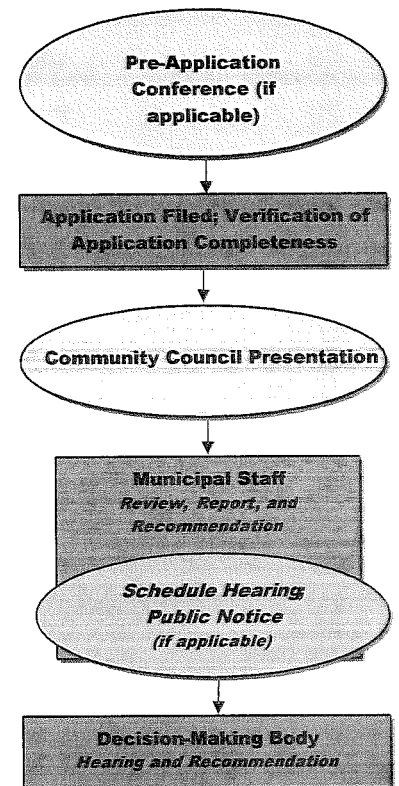 Pre-Application
Conference (if
applicable)
Application Filed; Verification of
Application Completeness
Community Council Presentation
Municipal Staff
Review, Report, and
Recommendation
Schedule Hearing;
Public Notice
(if applicable)
Decision-Making Body
Hearing and Recommendation